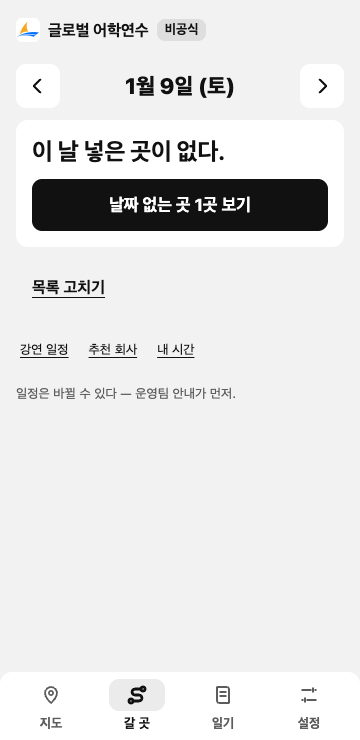 글로벌 어학연수 비공식
1월 9일 (토)
이 날 넣은 곳이 없다.
날짜 없는 곳 1곳 보기
목록 고치기
강연 일정 추천 회사 내 시간
일정은 바뀔 수 있다 — 운영팀 안내가 먼저.
지도 갈 곳 일기 설정